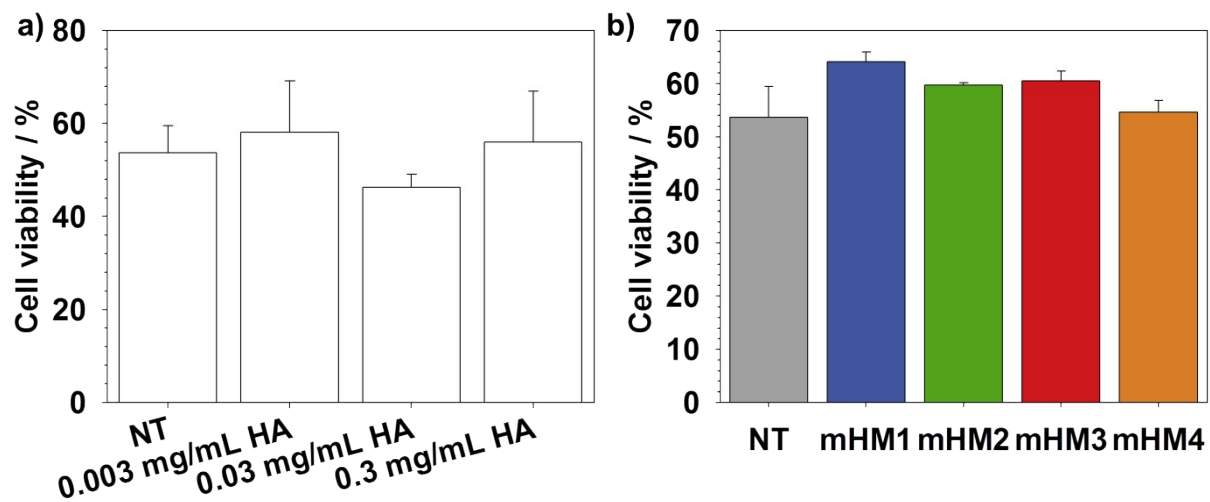 a)
Cell viability / %
80
60
40
20
0
NT
0.003 mg/mL HA
0.03 mg/mL HA
0.3 mg/mL HA
b)
Cell viability / %
70
60
50
40
30
20
10
0
NT mHM1 mHM2 mHM3 mHM4